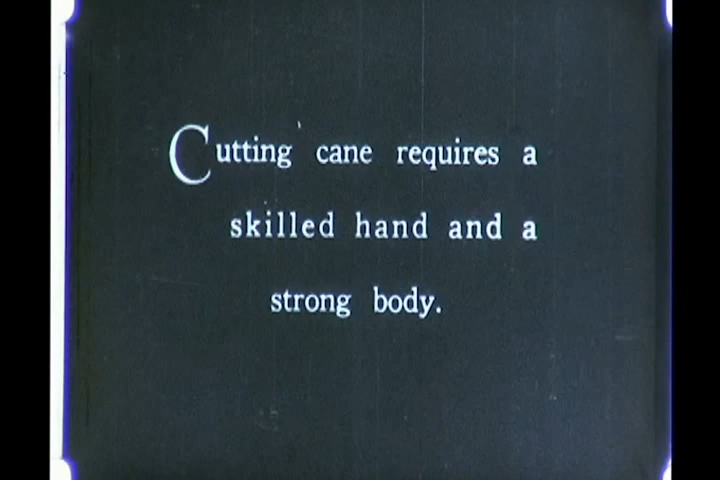 Cutting cane requires a
skilled hand and a
strong body.